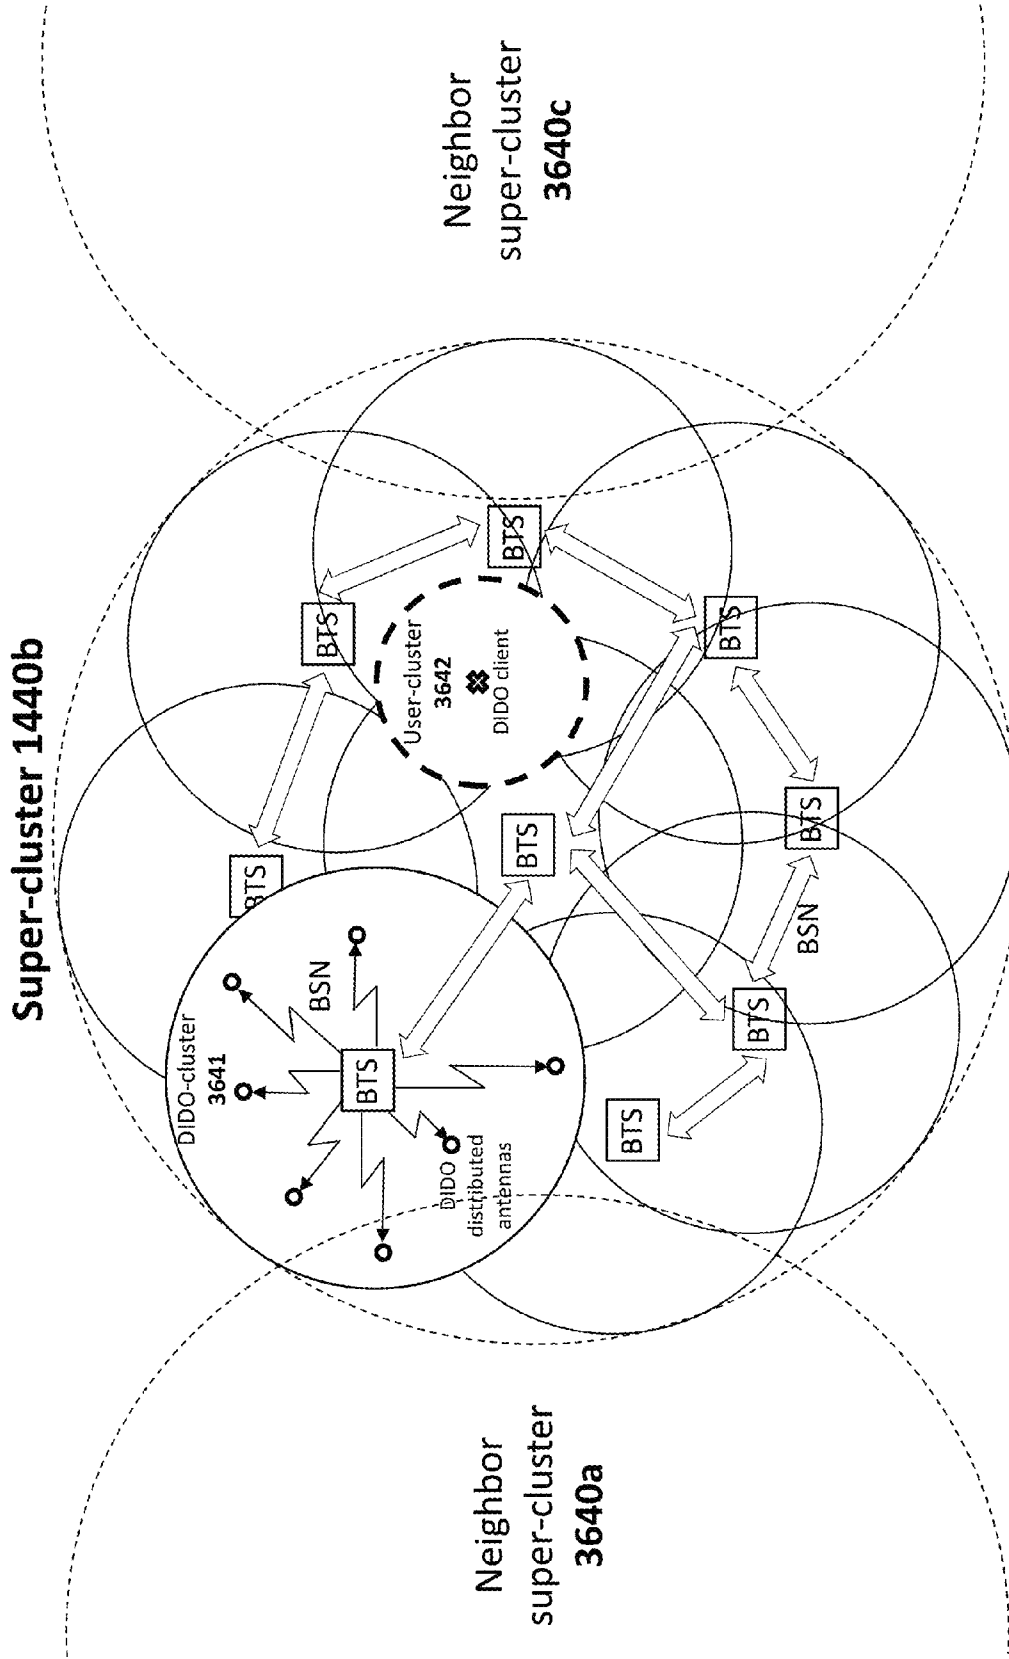 Super-cluster 1440b
Neighbor
super-cluster
3640a
Neighbor
super-cluster
3640c
DIDO-cluster
3641
BSN
BTS
DIDO
distributed
antennas
User-cluster
3642
DIDO client
BTS
BTS
BTS
BTS
BTS
BTS
BSN
BTS
BTS